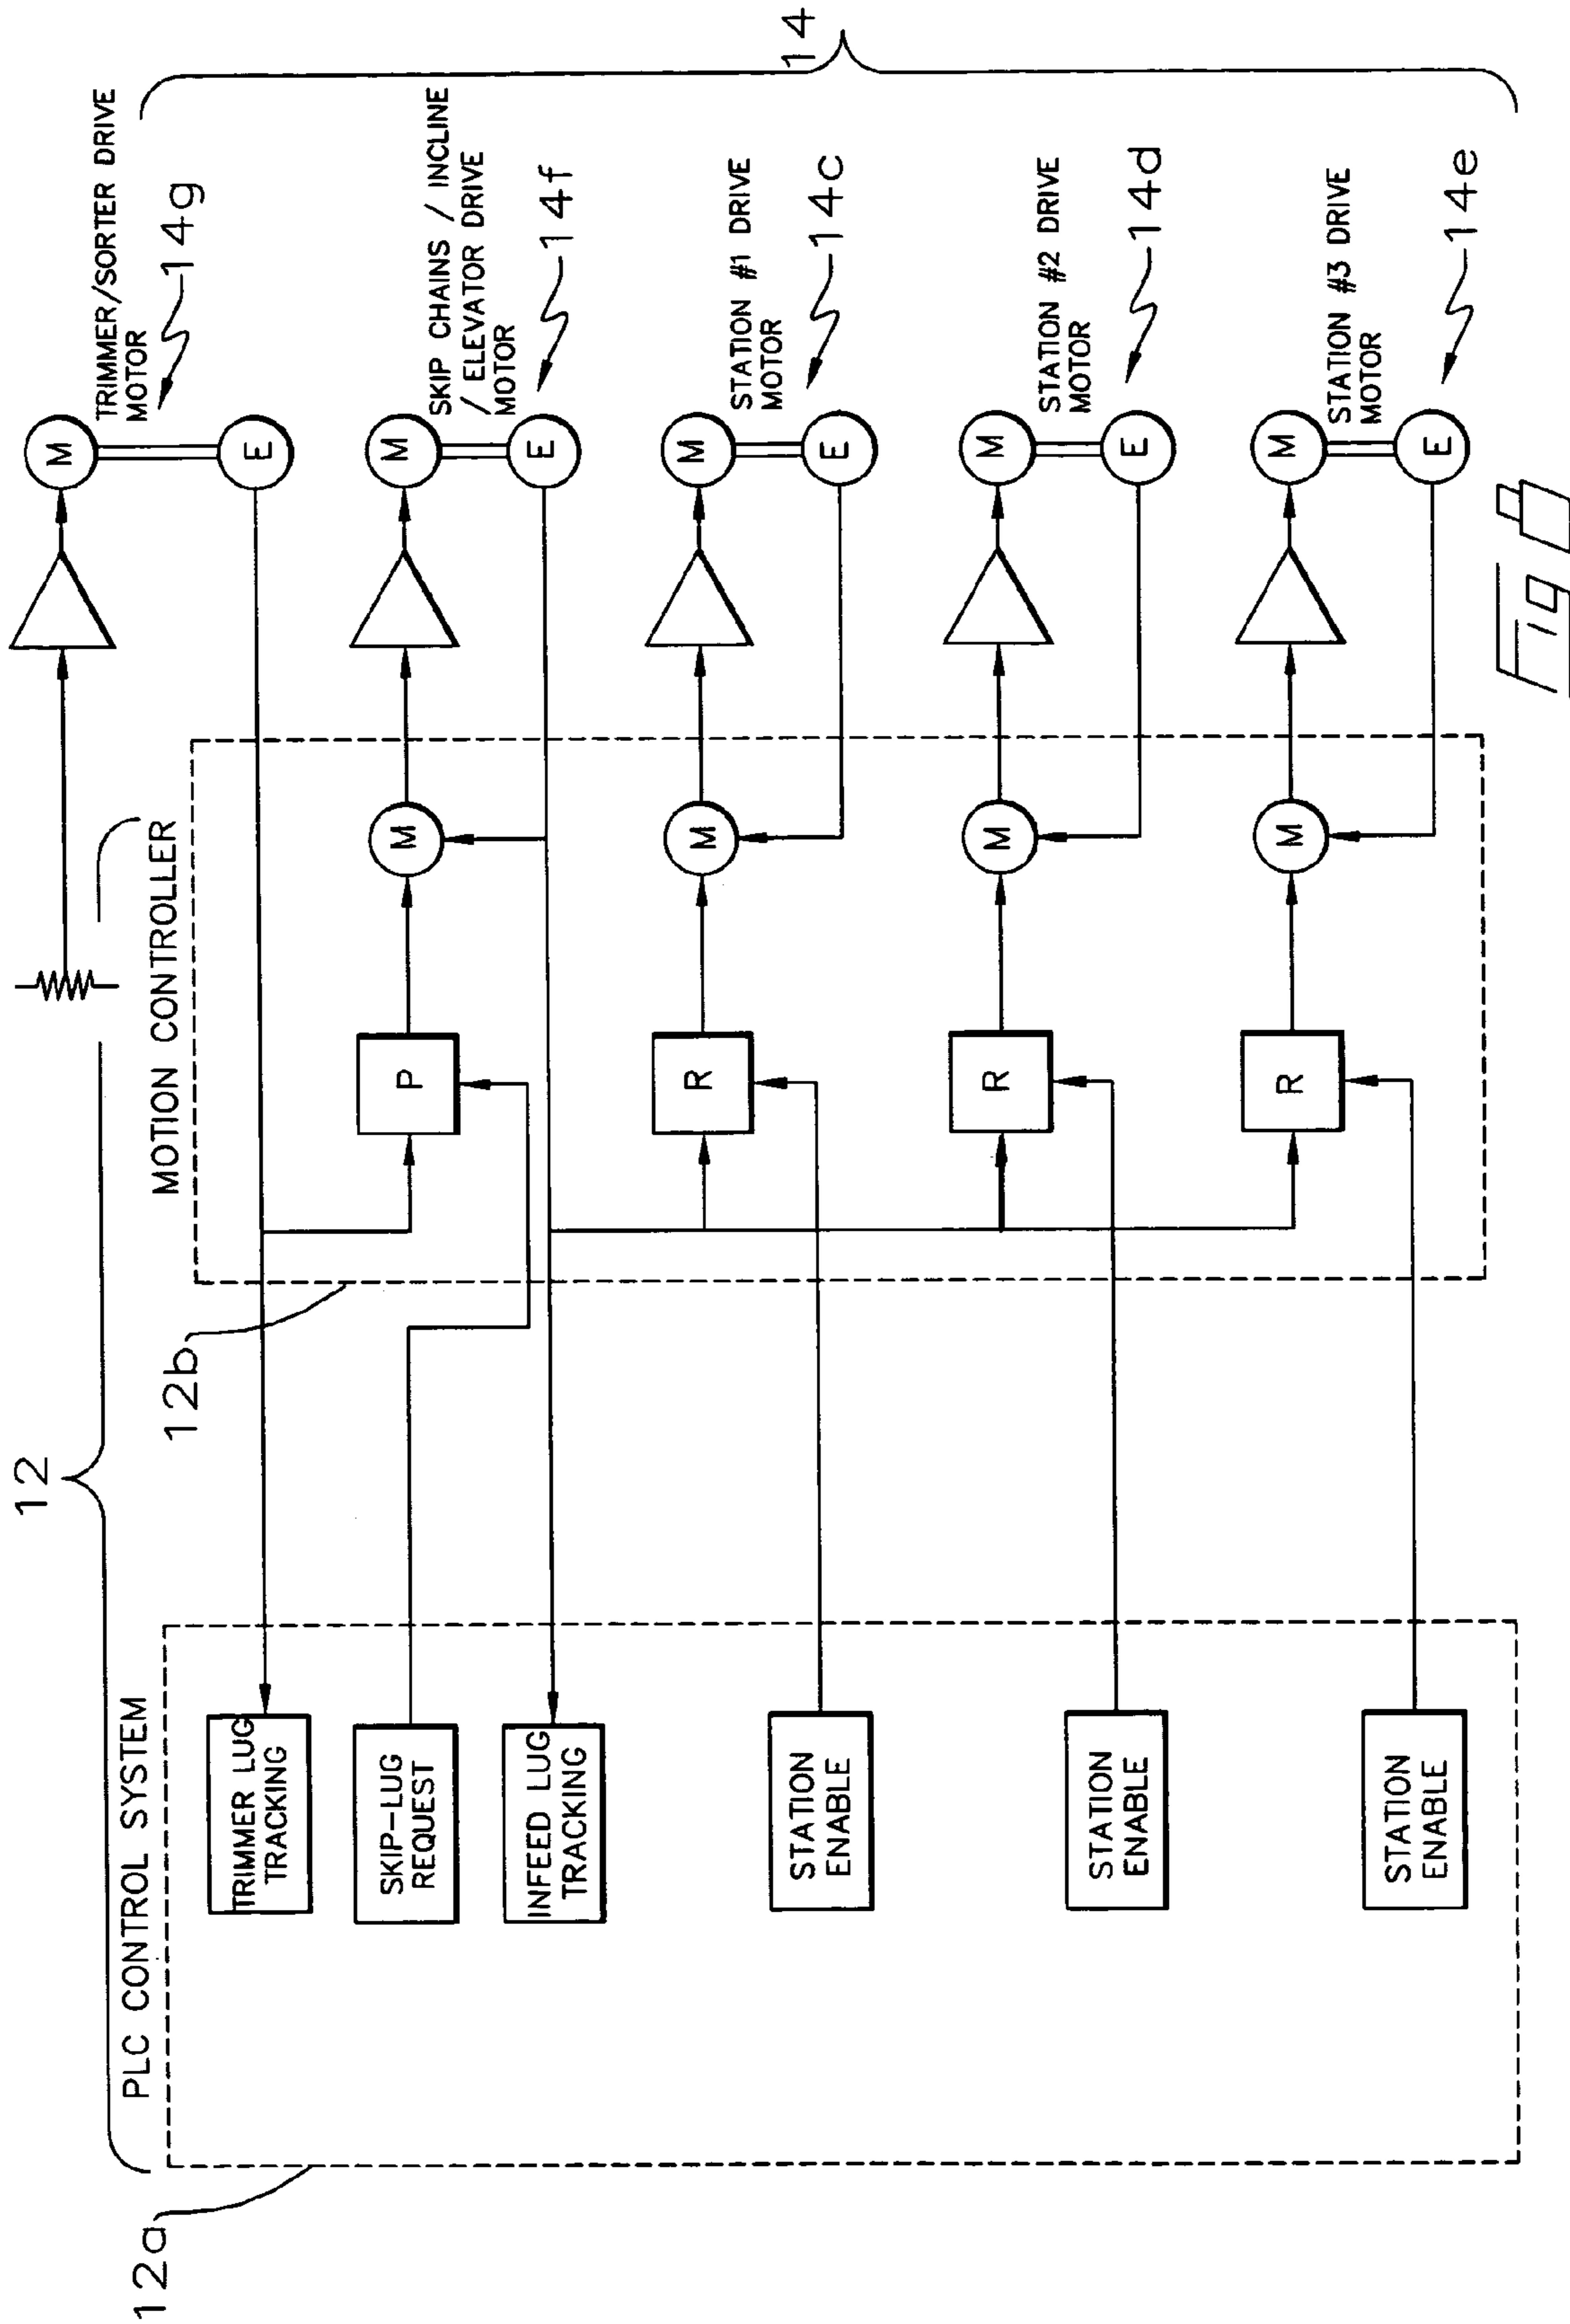 12
PLC CONTROL SYSTEM
12a
TRIMMER LUG
TRACKING
SKIP-LUG
REQUEST
INFEED LUG
TRACKING
STATION
ENABLE
STATION
ENABLE
STATION
ENABLE
MOTION CONTROLLER
12b
P
R
R
R
M
M
M
M
M
E
TRIMMER/SORTER DRIVE
MOTOR
14g
M
E
SKIP CHAINS / INCLINE
/ ELEVATOR DRIVE
MOTOR
14f
M
E
STATION #1 DRIVE
MOTOR
14c
M
E
STATION #2 DRIVE
MOTOR
14d
M
E
STATION #3 DRIVE
MOTOR
14e
14
Fig 8